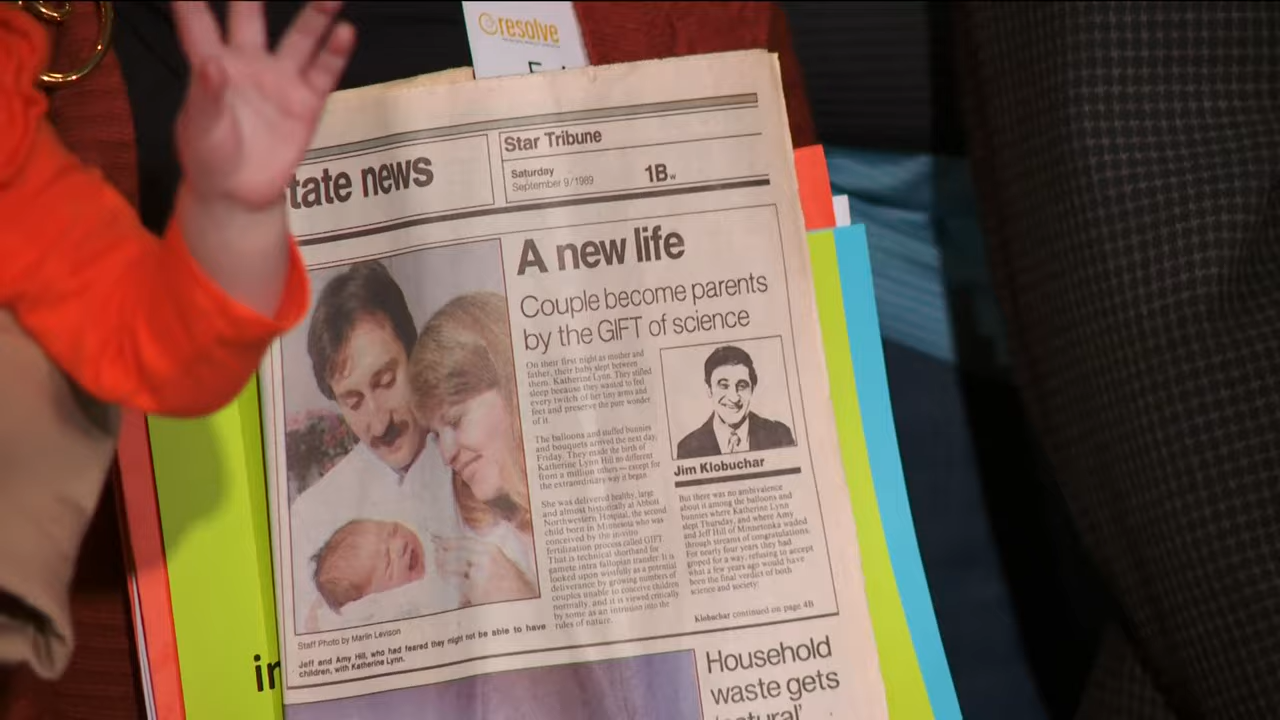 resolve
tate news
Star Tribune
Saturday
September 9/1989
1Bw
A new life
Couple become parents
by the GIFT of science
On their first night as mother and
father, their baby slept between
them. Katherine Lynn. They stifled
sleep because they wanted to feel
every twitch of her tiny arms and
feet and preserve the pure wonder
of it.
The balloons and stuffed bunnies
and bouquets arrived the next day,
Friday. They made the birth of
Katherine Lynn Hill no different
from a million others — except for
the extraordinary way it began.
She was delivered healthy, large
and almost historically at Abbott
Northwestern Hospital, the second
child born in Minnesota who was
conceived by the in-vitro
fertilization process called GIFT.
That is technical shorthand for
gamete intra fallopian transfer. It is
looked upon wistfully as a potential
deliverance by growing numbers of
couples unable to conceive children
normally, and it is viewed critically
by some as an intrusion into the
rules of nature.
Jim Klobuchar
But there was no ambivalence
about it among the balloons and
bunnies where Katherine Lynn
slept Thursday, and where Amy
and Jeff Hill of Minnetonka waded
through streams of congratulations.
For nearly four years they had
groped for a way, refusing to accept
what a few years ago would have
been the final verdict of both
science and society.
Klobuchar continued on page 4B
Staff Photo by Marlin Levison
Jeff and Amy Hill, who had feared they might not be able to have
children, with Katherine Lynn.
in
Household
waste gets
'natural'